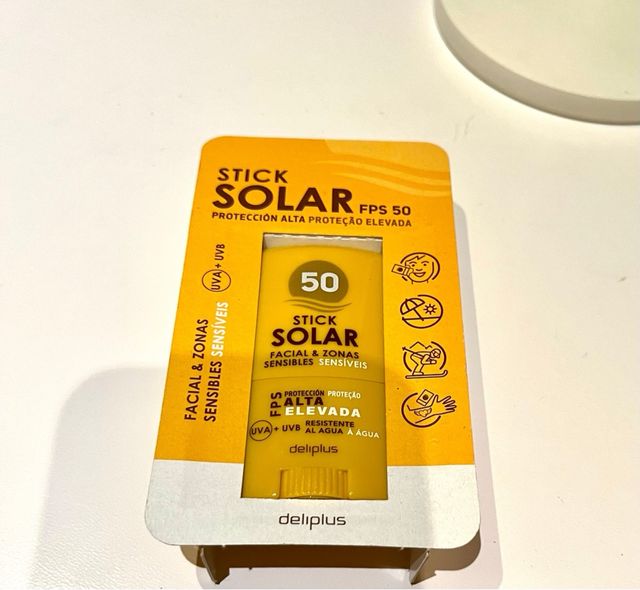 STICK
SOLAR FPS 50
PROTECCIÓN ALTA PROTEÇÃO ELEVADA
FACIAL & ZONAS
SENSIBLES SENSÍVEIS UVA + UVB
50
STICK
SOLAR
FACIAL & ZONAS
SENSIBLES SENSÍVEIS
FPS PROTECCIÓN PROTEÇÃO
ALTA
ELEVADA
UVA + UVB RESISTENTE
AL AGUA À ÁGUA
deliplus
deliplus